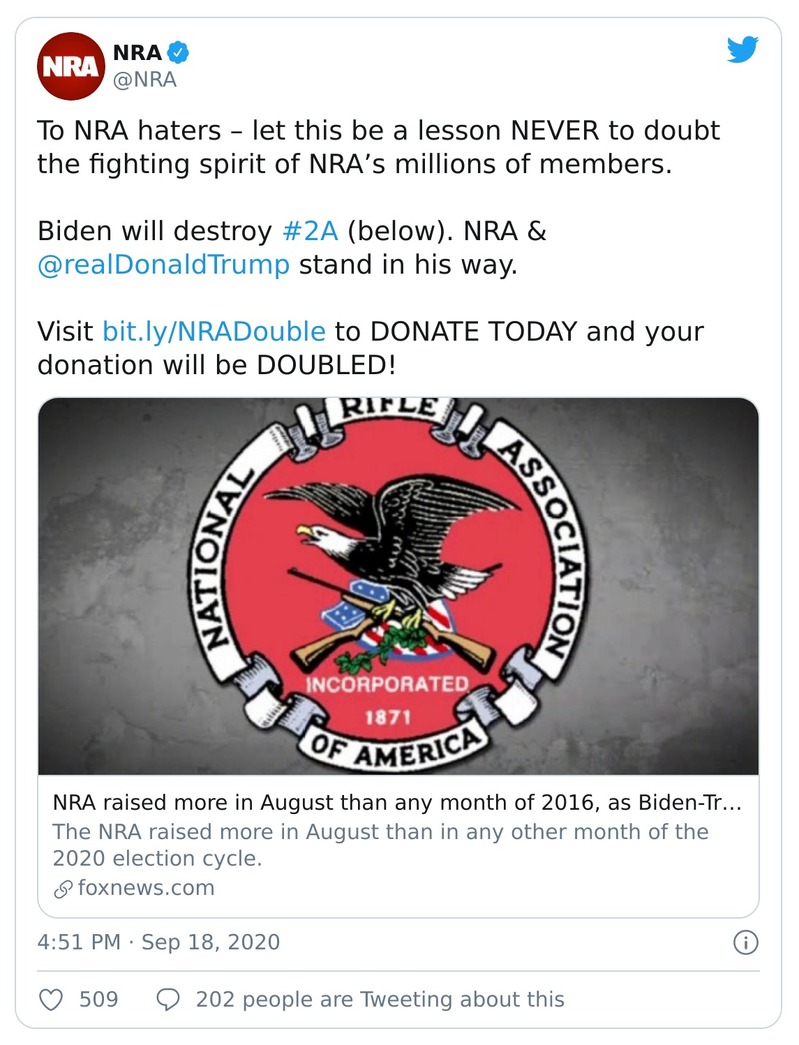 NRA
NRA
@NRA
To NRA haters – let this be a lesson NEVER to doubt
the fighting spirit of NRA’s millions of members.
Biden will destroy #2A (below). NRA &
@realDonaldTrump stand in his way.
Visit bit.ly/NRADouble to DONATE TODAY and your
donation will be DOUBLED!
NATIONAL
RIFLE
ASSOCIATION
INCORPORATED
1871
OF AMERICA
NRA raised more in August than any month of 2016, as Biden-Tr...
The NRA raised more in August than in any other month of the
2020 election cycle.
foxnews.com
4:51 PM · Sep 18, 2020
509
202 people are Tweeting about this